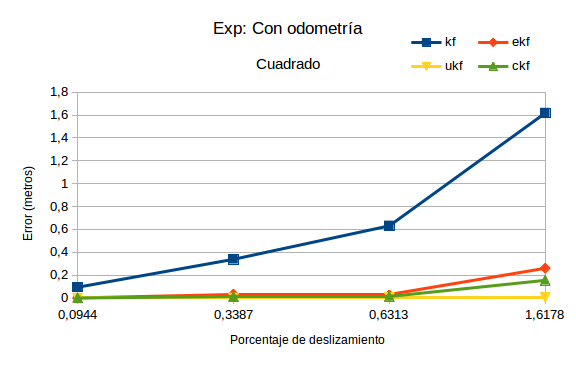 Exp: Con odometría
Cuadrado
kf
ekf
ukf
ckf
Error (metros)
1,8
1,6
1,4
1,2
1
0,8
0,6
0,4
0,2
0
0,0944
0,3387
0,6313
1,6178
Porcentaje de deslizamiento